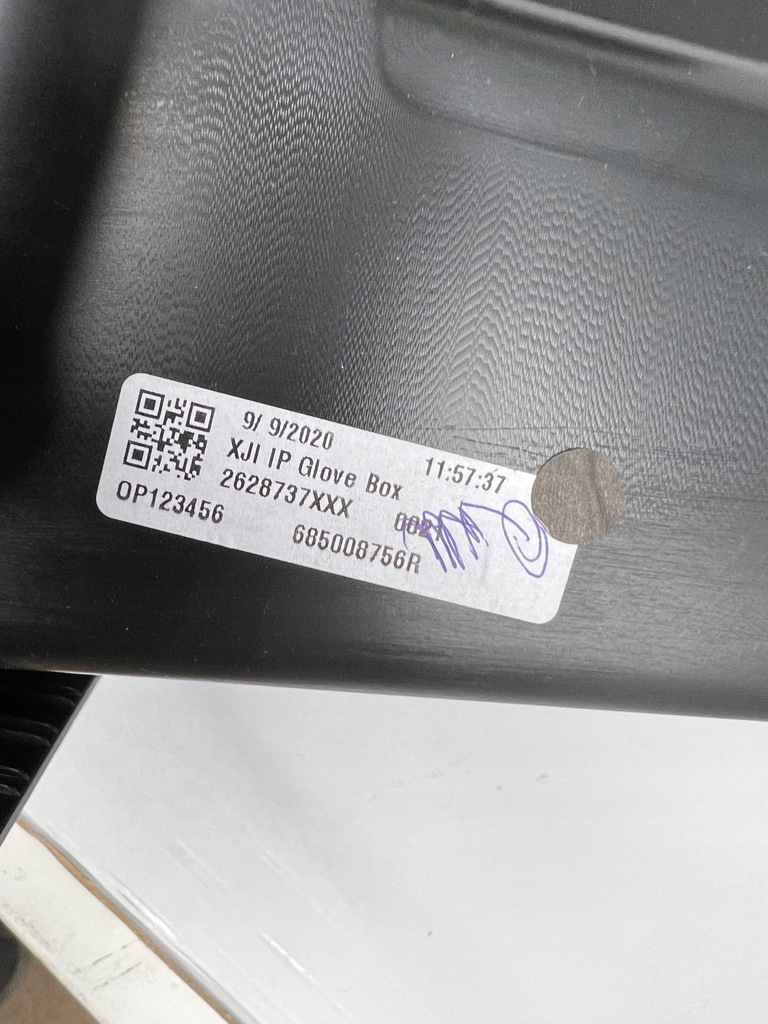 9/ 9/2020 11:57:37
XJI IP Glove Box
2628737XXX
OP123456 685008756R